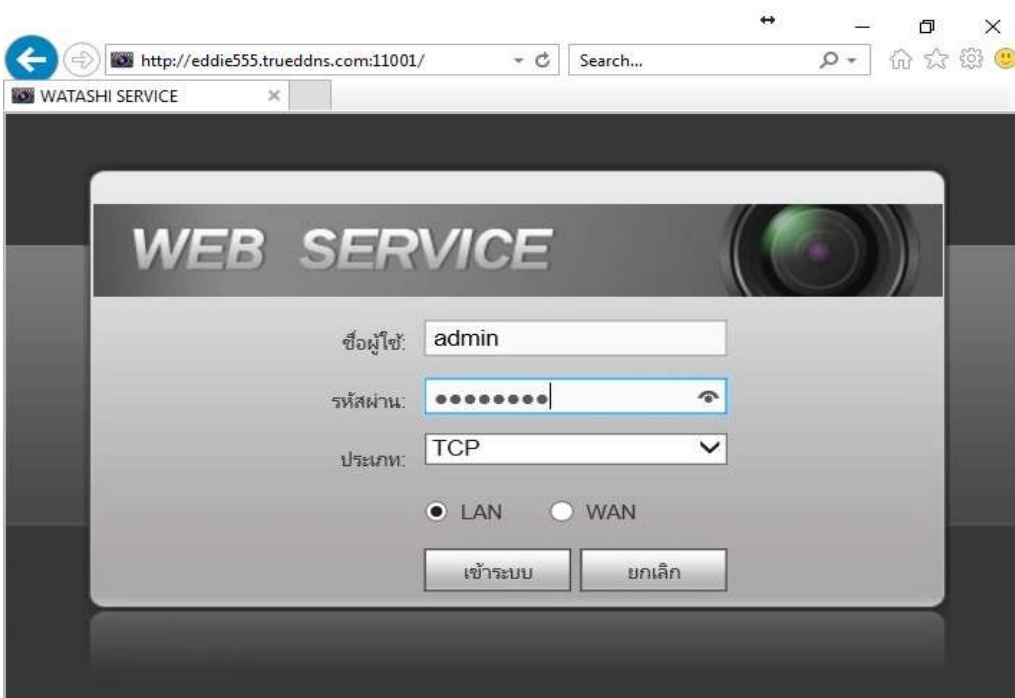 http://eddie555.trueddns.com:11001/
Search...
WATASHI SERVICE
WEB SERVICE
ชื่อผู้ใช้: admin
รหัสผ่าน: ●●●●●●●●
ประเภท: TCP
LAN WAN
เข้าระบบ ยกเลิก